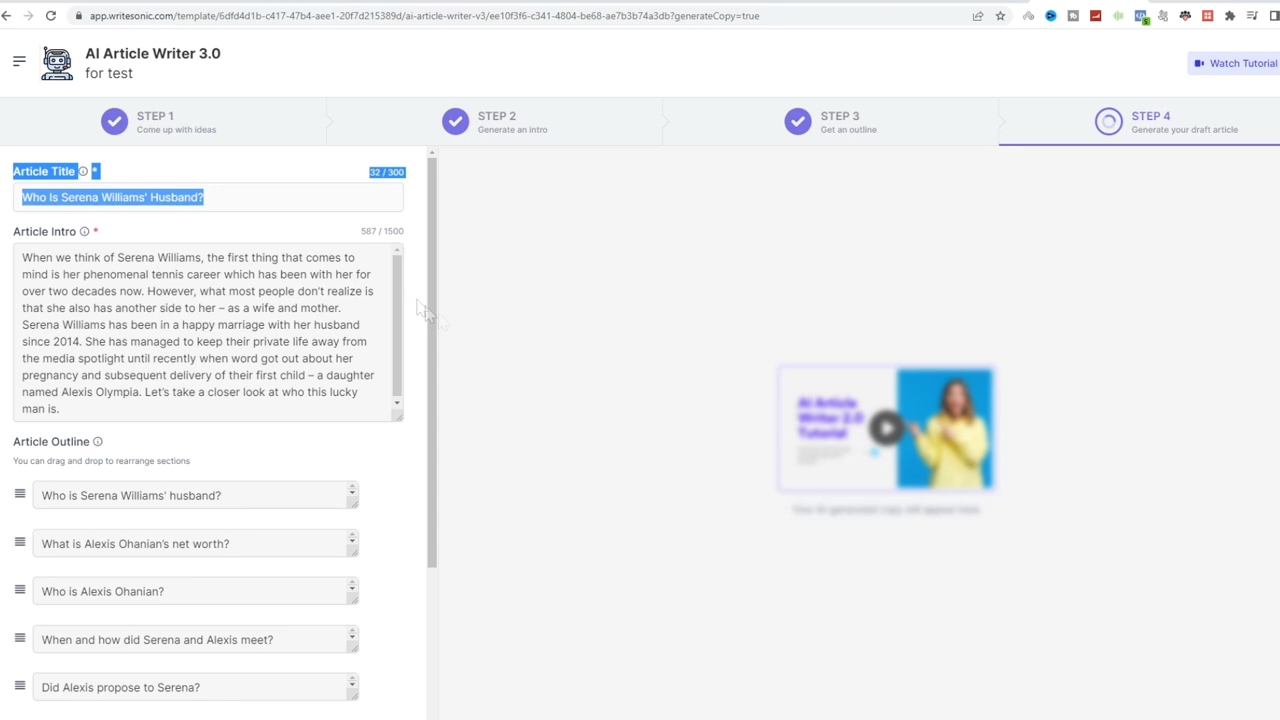 app.writesonic.com/template/6dfd4d1b-c417-47b4-aee1-20f7d215389d/ai-article-writer-v3/ee10f3f6-c341-4804-be68-ae7b3b74a3db?generateCopy=true
AI Article Writer 3.0
for test
Watch Tutorial
STEP 1
Come up with ideas
STEP 2
Generate an intro
STEP 3
Get an outline
STEP 4
Generate your draft article
Article Title * 32 / 300
Who Is Serena Williams' Husband?
Article Intro * 587 / 1500
When we think of Serena Williams, the first thing that comes to
mind is her phenomenal tennis career which has been with her for
over two decades now. However, what most people don't realize is
that she also has another side to her – as a wife and mother.
Serena Williams has been in a happy marriage with her husband
since 2014. She has managed to keep their private life away from
the media spotlight until recently when word got out about her
pregnancy and subsequent delivery of their first child – a daughter
named Alexis Olympia. Let's take a closer look at who this lucky
man is.
Article Outline
You can drag and drop to rearrange sections
Who is Serena Williams' husband?
What is Alexis Ohanian's net worth?
Who is Alexis Ohanian?
When and how did Serena and Alexis meet?
Did Alexis propose to Serena?
AI Article
Writer 2.0
Tutorial
Your AI generated copy will appear here